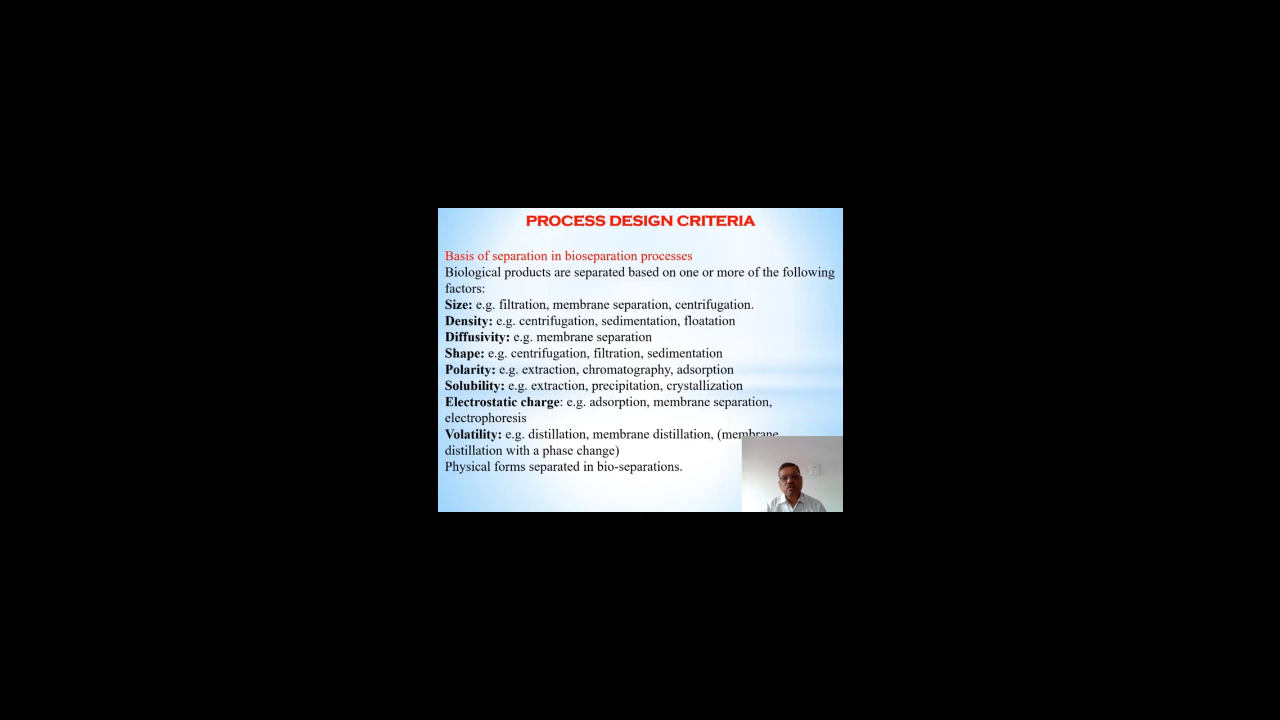 PROCESS DESIGN CRITERIA
Basis of separation in bioseparation processes
Biological products are separated based on one or more of the following
factors:
Size: e.g. filtration, membrane separation, centrifugation.
Density: e.g. centrifugation, sedimentation, floatation
Diffusivity: e.g. membrane separation
Shape: e.g. centrifugation, filtration, sedimentation
Polarity: e.g. extraction, chromatography, adsorption
Solubility: e.g. extraction, precipitation, crystallization
Electrostatic charge: e.g. adsorption, membrane separation,
electrophoresis
Volatility: e.g. distillation, membrane distillation, (membrane
distillation with a phase change)
Physical forms separated in bio-separations.